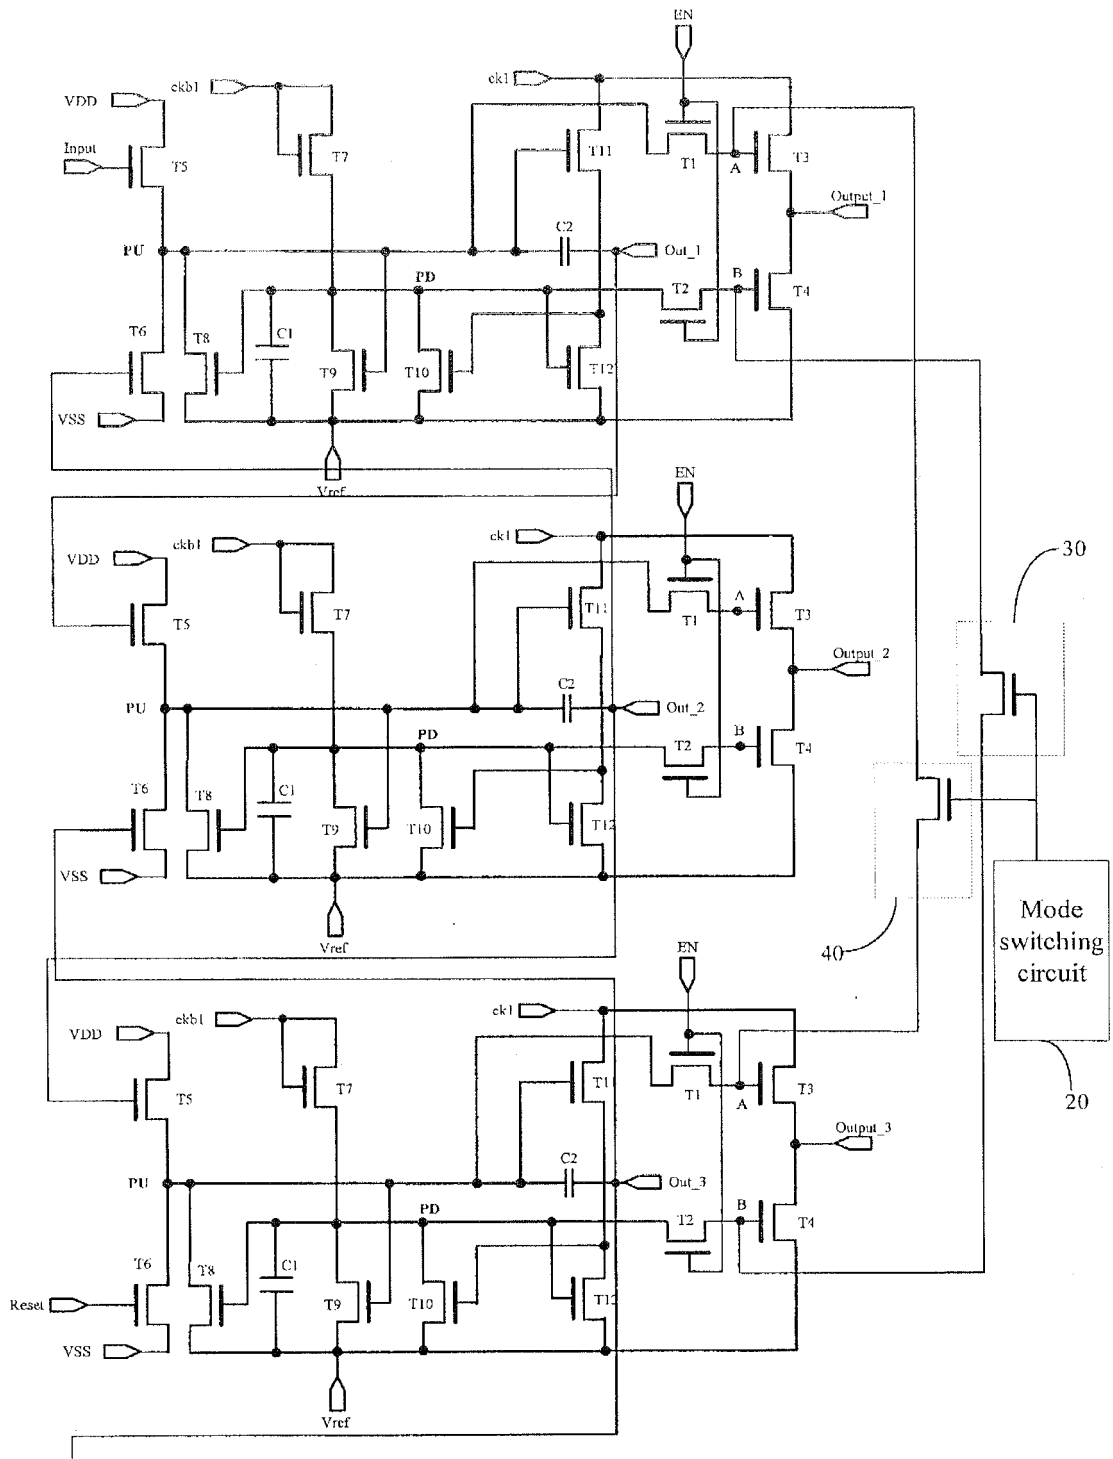 EN
ckb1
ck1
VDD
Input
T5
T7
T11
T1
A
T3
Output_1
PU
C2
Out_1
PD
T2
B
T4
T6
T8
C1
T9
T10
T12
VSS
Vref
EN
ckb1
ck1
VDD
30
T5
T7
T11
T1
A
T3
Output_2
PU
C2
Out_2
PD
T2
B
T4
T6
T8
C1
T9
T10
T12
VSS
Vref
40
Mode
switching
circuit
20
EN
ckb1
ck1
VDD
T5
T7
T11
T1
A
T3
Output_3
PU
C2
Out_3
PD
T2
B
T4
T6
T8
C1
Reset
T9
T10
VSS
Vref